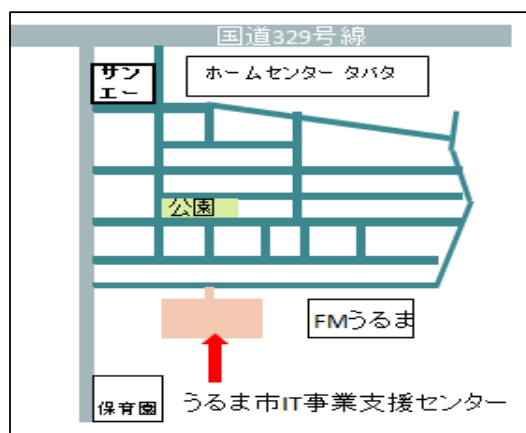 国道329号線
サン
エー
ホームセンター タバタ
公園
FMうるま
保育園
うるま市IT事業支援センター